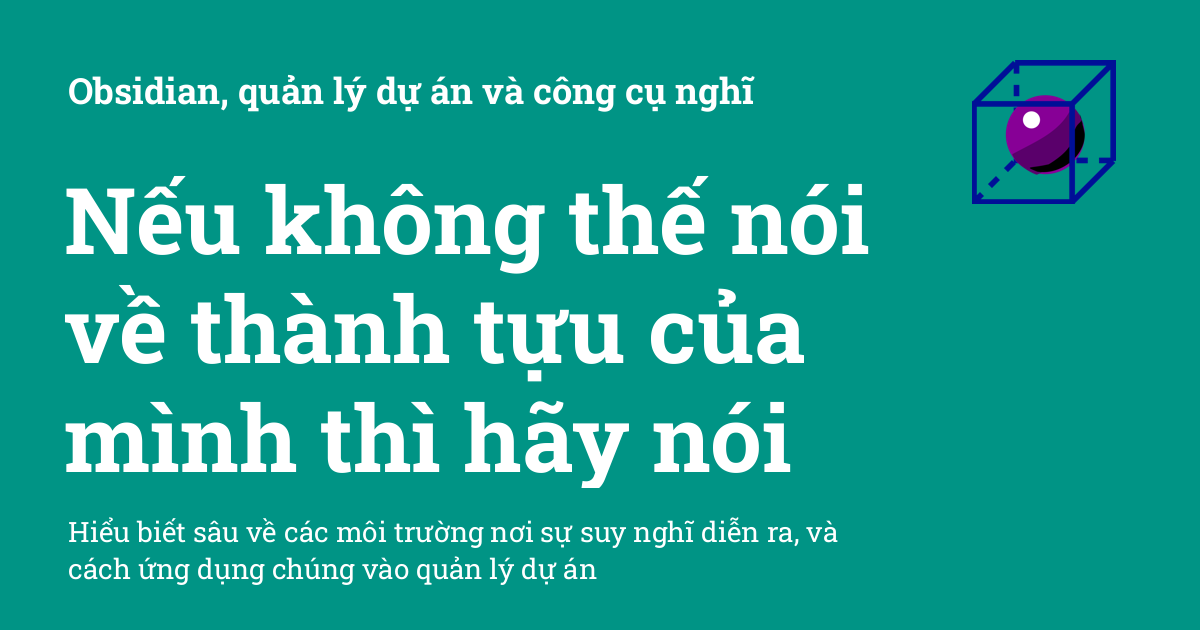 Obsidian, quản lý dự án và công cụ nghĩ
Nếu không thế nói
về thành tựu của
mình thì hãy nói
Hiểu biết sâu về các môi trường nơi sự suy nghĩ diễn ra, và
cách ứng dụng chúng vào quản lý dự án